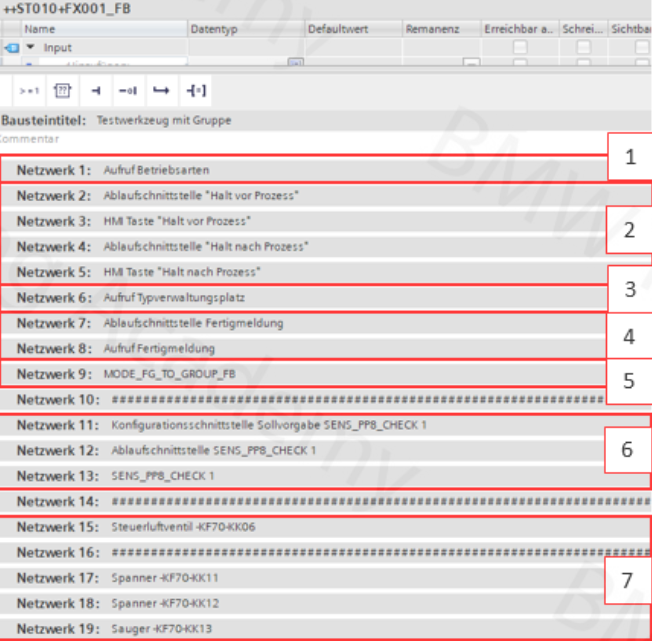 ++ST010+FX001_FB
Name Datentyp Defaultwert Remanenz Erreichbar a.. Schrei... Sichtba
Input
>=1 ??
Bausteintitel: Testwerkzeug mit Gruppe
Commentar
Netzwerk 1: Aufruf Betriebsarten 1
Netzwerk 2: Ablaufschnittstelle "Halt vor Prozess"
Netzwerk 3: HMI Taste "Halt vor Prozess" 2
Netzwerk 4: Ablaufschnittstelle "Halt nach Prozess"
Netzwerk 5: HMI Taste "Halt nach Prozess"
Netzwerk 6: Aufruf Typverwaltungsplatz 3
Netzwerk 7: Ablaufschnittstelle Fertigmeldung 4
Netzwerk 8: Aufruf Fertigmeldung
Netzwerk 9: MODE_FG_TO_GROUP_FB 5
Netzwerk 10: ##############################################################
Netzwerk 11: Konfigurationsschnittstelle Sollvorgabe SENS_PP8_CHECK 1
Netzwerk 12: Ablaufschnittstelle SENS_PP8_CHECK 1 6
Netzwerk 13: SENS_PP8_CHECK 1
Netzwerk 14: ####################################################################
Netzwerk 15: Steuerluftventil -KF70-KK06
Netzwerk 16: ####################################################################
Netzwerk 17: Spanner -KF70-KK11 7
Netzwerk 18: Spanner -KF70-KK12
Netzwerk 19: Sauger -KF70-KK13
BMW